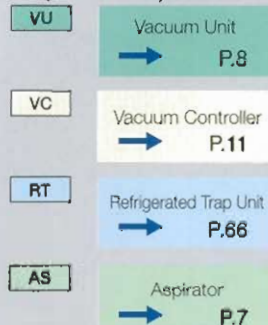 VU
Vacuum Unit
P.8
VC
Vacuum Controller
P.11
RT
Refrigerated Trap Unit
P.66
AS
Aspirator
P.7